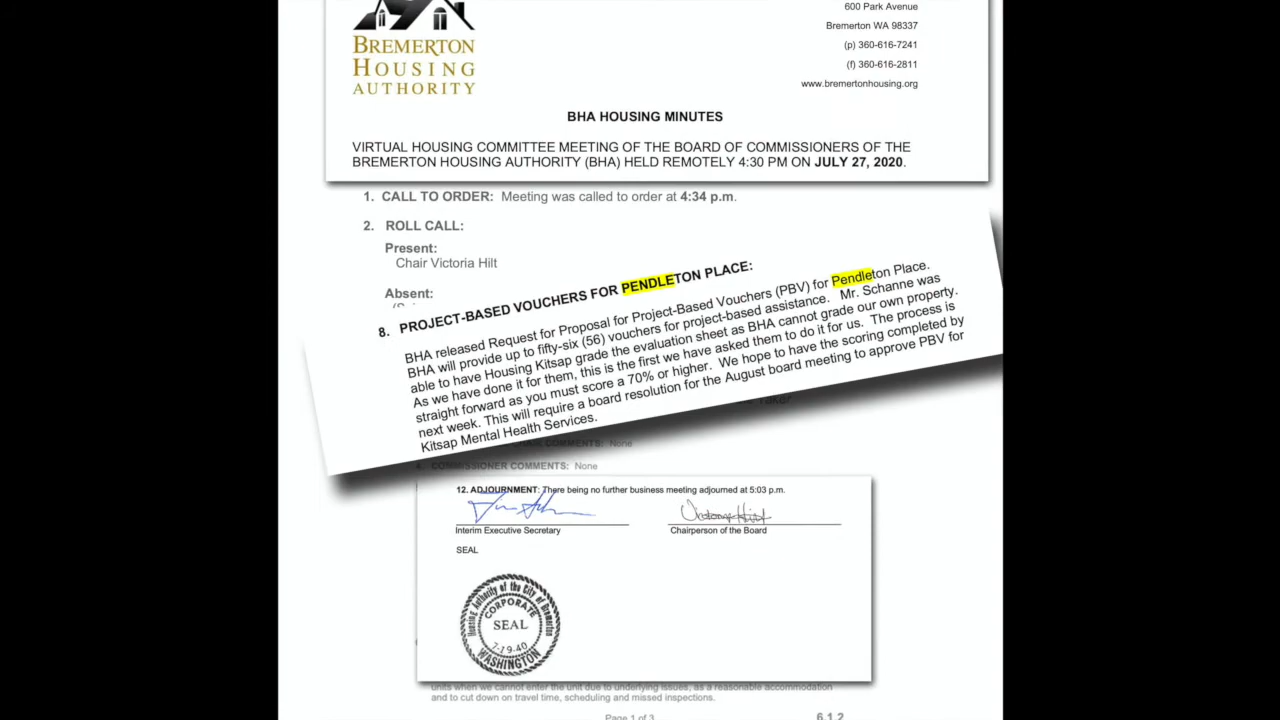 600 Park Avenue
Bremerton WA 98337
(p) 360-616-7241
(f) 360-616-2811
www.bremertonhousing.org
BREMERTON
HOUSING
AUTHORITY
BHA HOUSING MINUTES
VIRTUAL HOUSING COMMITTEE MEETING OF THE BOARD OF COMMISSIONERS OF THE
BREMERTON HOUSING AUTHORITY (BHA) HELD REMOTELY 4:30 PM ON JULY 27, 2020.
1. CALL TO ORDER: Meeting was called to order at 4:34 p.m.
2. ROLL CALL:
Present:
Chair Victoria Hilt
Absent:
8. PROJECT-BASED VOUCHERS FOR PENDLETON PLACE:
BHA released Request for Proposal for Project-Based Vouchers (PBV) for Pendleton Place.
BHA will provide up to fifty-six (56) vouchers for project-based assistance. Mr. Schanne was
able to have Housing Kitsap grade the evaluation sheet as BHA cannot grade our own property.
As we have done it for them, this is the first we have asked them to do it for us. The process is
straight forward as you must score a 70% or higher. We hope to have the scoring completed by
next week. This will require a board resolution for the August board meeting to approve PBV for
Kitsap Mental Health Services.
COMMENTS: None
COMMISSIONER COMMENTS: None
12. ADJOURNMENT: There being no further business meeting adjourned at 5:03 p.m.
Interim Executive Secretary
Chairperson of the Board
SEAL
Housing Authority of the City of Bremerton
CORPORATE
SEAL
7-19-40
WASHINGTON
units when we cannot enter the unit due to underlying issues, as a reasonable accommodation
and to cut down on travel time, scheduling and missed inspections.
Page 1 of 3
6.1.2